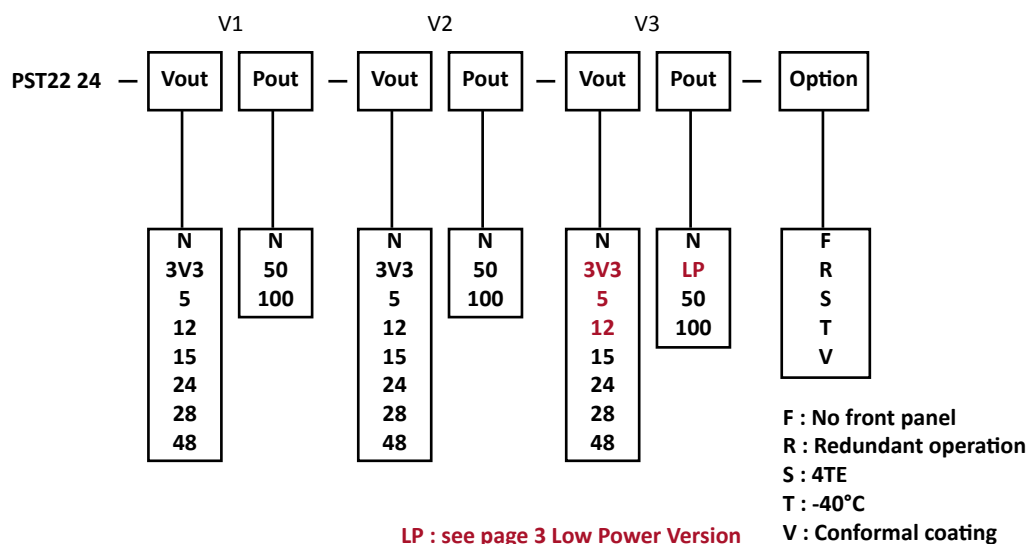 V1 V2 V3
PST22 24 — Vout Pout — Vout Pout — Vout Pout — Option
N N N N N N F
3V3 50 3V3 50 3V3 LP R
5 100 5 100 5 50 S
12 12 12 100 T
15 15 15 V
24 24 24
28 28 28
48 48 48
F : No front panel
R : Redundant operation
S : 4TE
T : -40°C
V : Conformal coating
LP : see page 3 Low Power Version